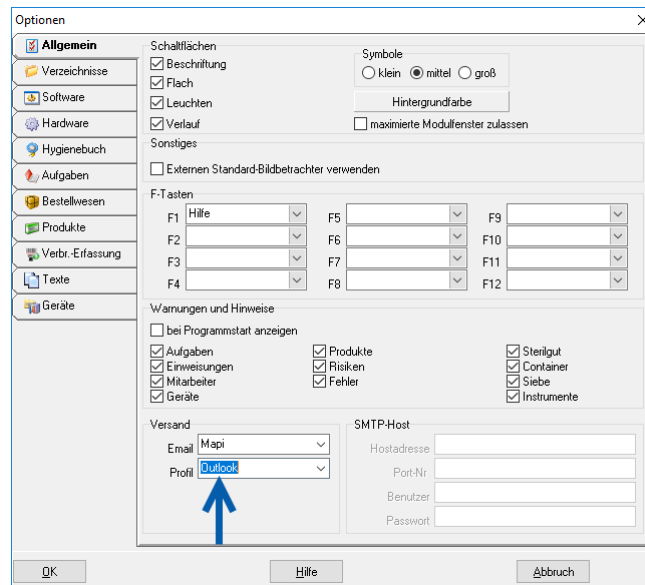 Optionen
Allgemein
Verzeichnisse
Software
Hardware
Hygienebuch
Aufgaben
Bestellwesen
Produkte
Verbr.-Erfassung
Texte
Geräte
Schaltflächen
Beschriftung
Flach
Leuchten
Verlauf
Symbole
klein mittel groß
Hintergrundfarbe
maximierte Modulfenster zulassen
Sonstiges
Externen Standard-Bildbetrachter verwenden
F-Tasten
F1 Hilfe F5 F9
F2 F6 F10
F3 F7 F11
F4 F8 F12
Warnungen und Hinweise
bei Programmstart anzeigen
Aufgaben Produkte Sterilgut
Einweisungen Risiken Container
Mitarbeiter Fehler Siebe
Geräte Instrumente
Versand
Email Mapi
Profil Outlook
SMTP-Host
Hostadresse
Port-Nr
Benutzer
Passwort
OK Hilfe Abbruch